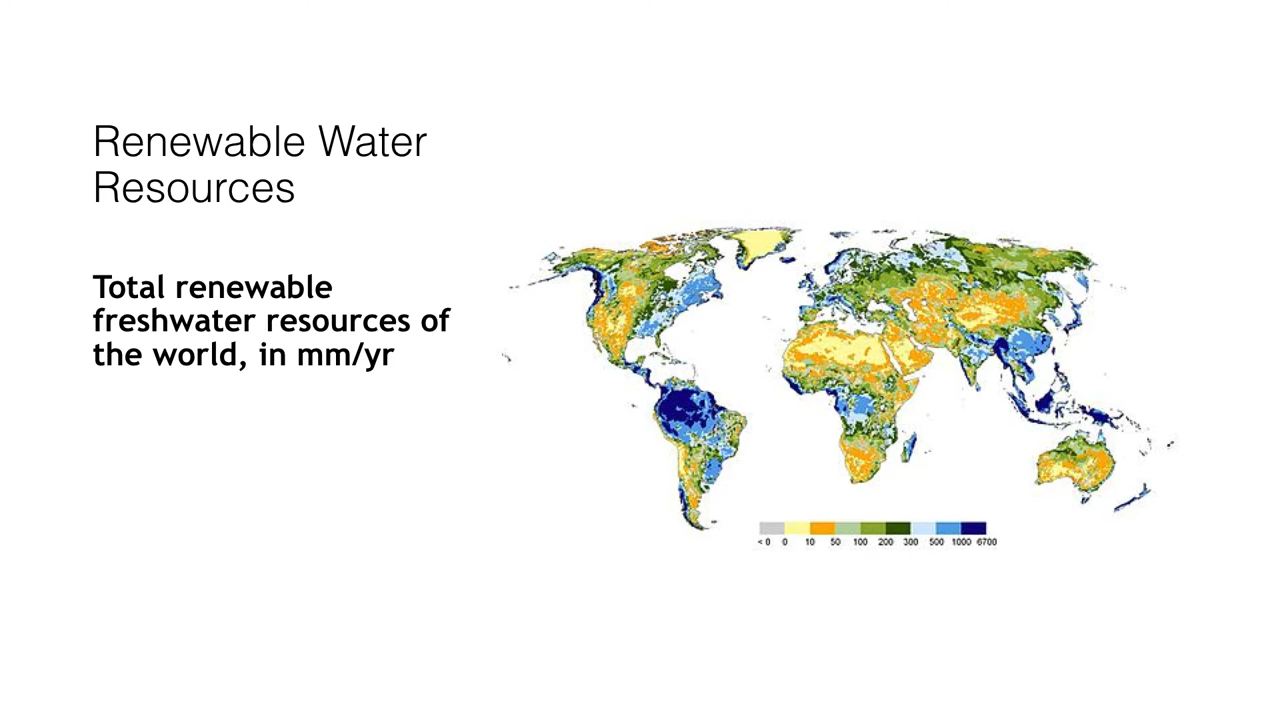 Renewable Water
Resources
Total renewable
freshwater resources of
the world, in mm/yr
< 0 0 10 50 100 200 300 500 1000 6700